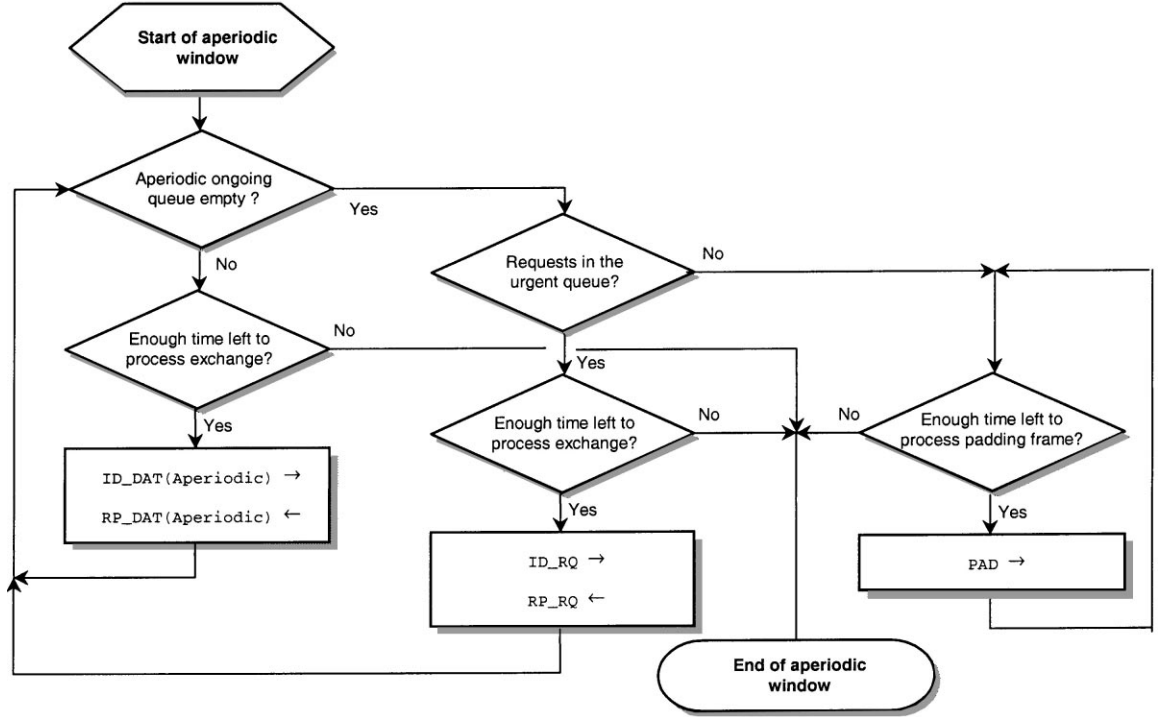 Start of aperiodic
window
Aperiodic ongoing
queue empty ?
Yes
No
Requests in the
urgent queue?
No
Yes
Enough time left to
process exchange?
No
Yes
Enough time left to
process exchange?
No
Yes
Enough time left to
process padding frame?
No
Yes
ID_DAT(Aperiodic) →
RP_DAT(Aperiodic) ←
ID_RQ →
RP_RQ ←
PAD →
End of aperiodic
window